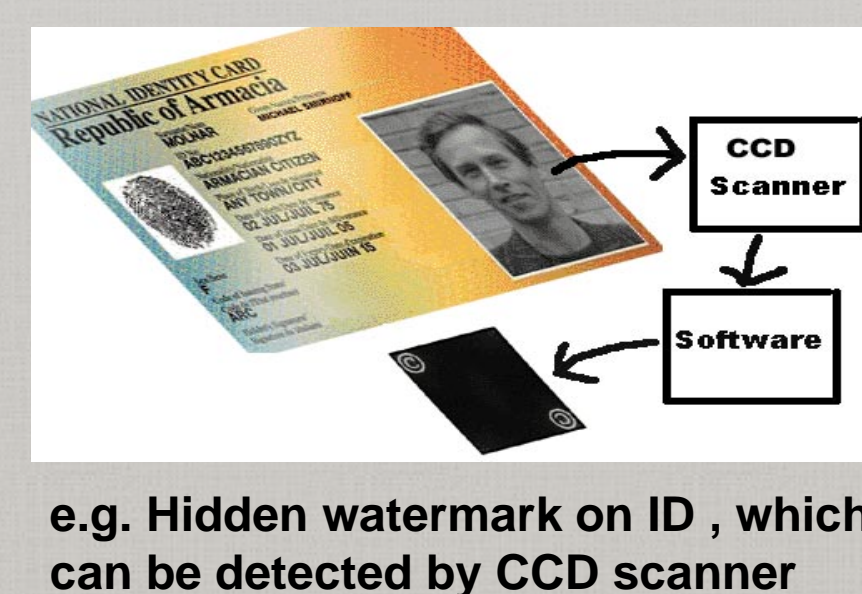 NATIONAL IDENTITY CARD
Republic of Armacia
MOLNAR
MICHAEL SMIRHOFF
ABC1234567890ZYZ
ARMACIAN CITIZEN
ANY TOWN/CITY
02 JUL/JUIL 75
01 JUL/JUIL 05
03 JUL/JUIN 15
F
ARC
CCD
Scanner
Software
©
©
e.g. Hidden watermark on ID , which
can be detected by CCD scanner